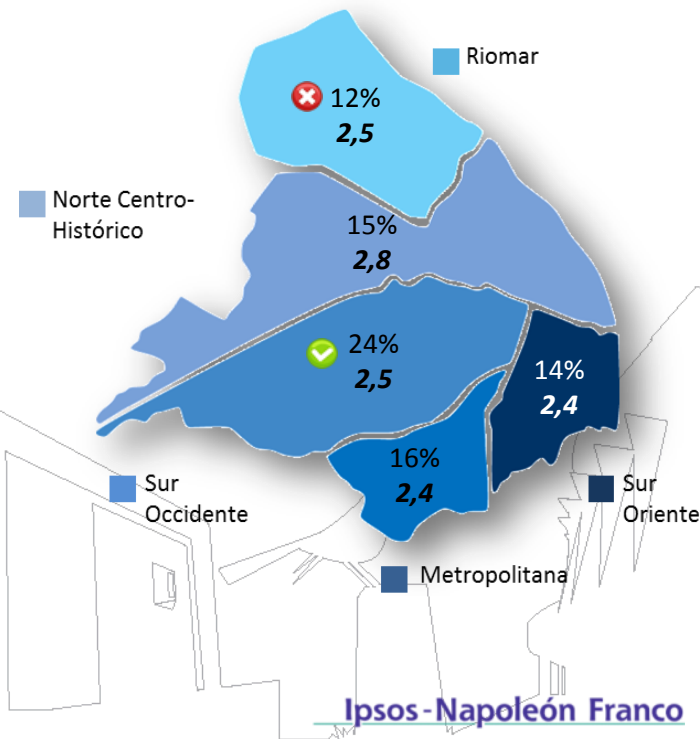 Riomar
12%
2,5
Norte Centro-
Histórico
15%
2,8
24%
2,5
14%
2,4
16%
2,4
Sur
Occidente
Sur
Oriente
Metropolitana
Ipsos-Napoleón Franco